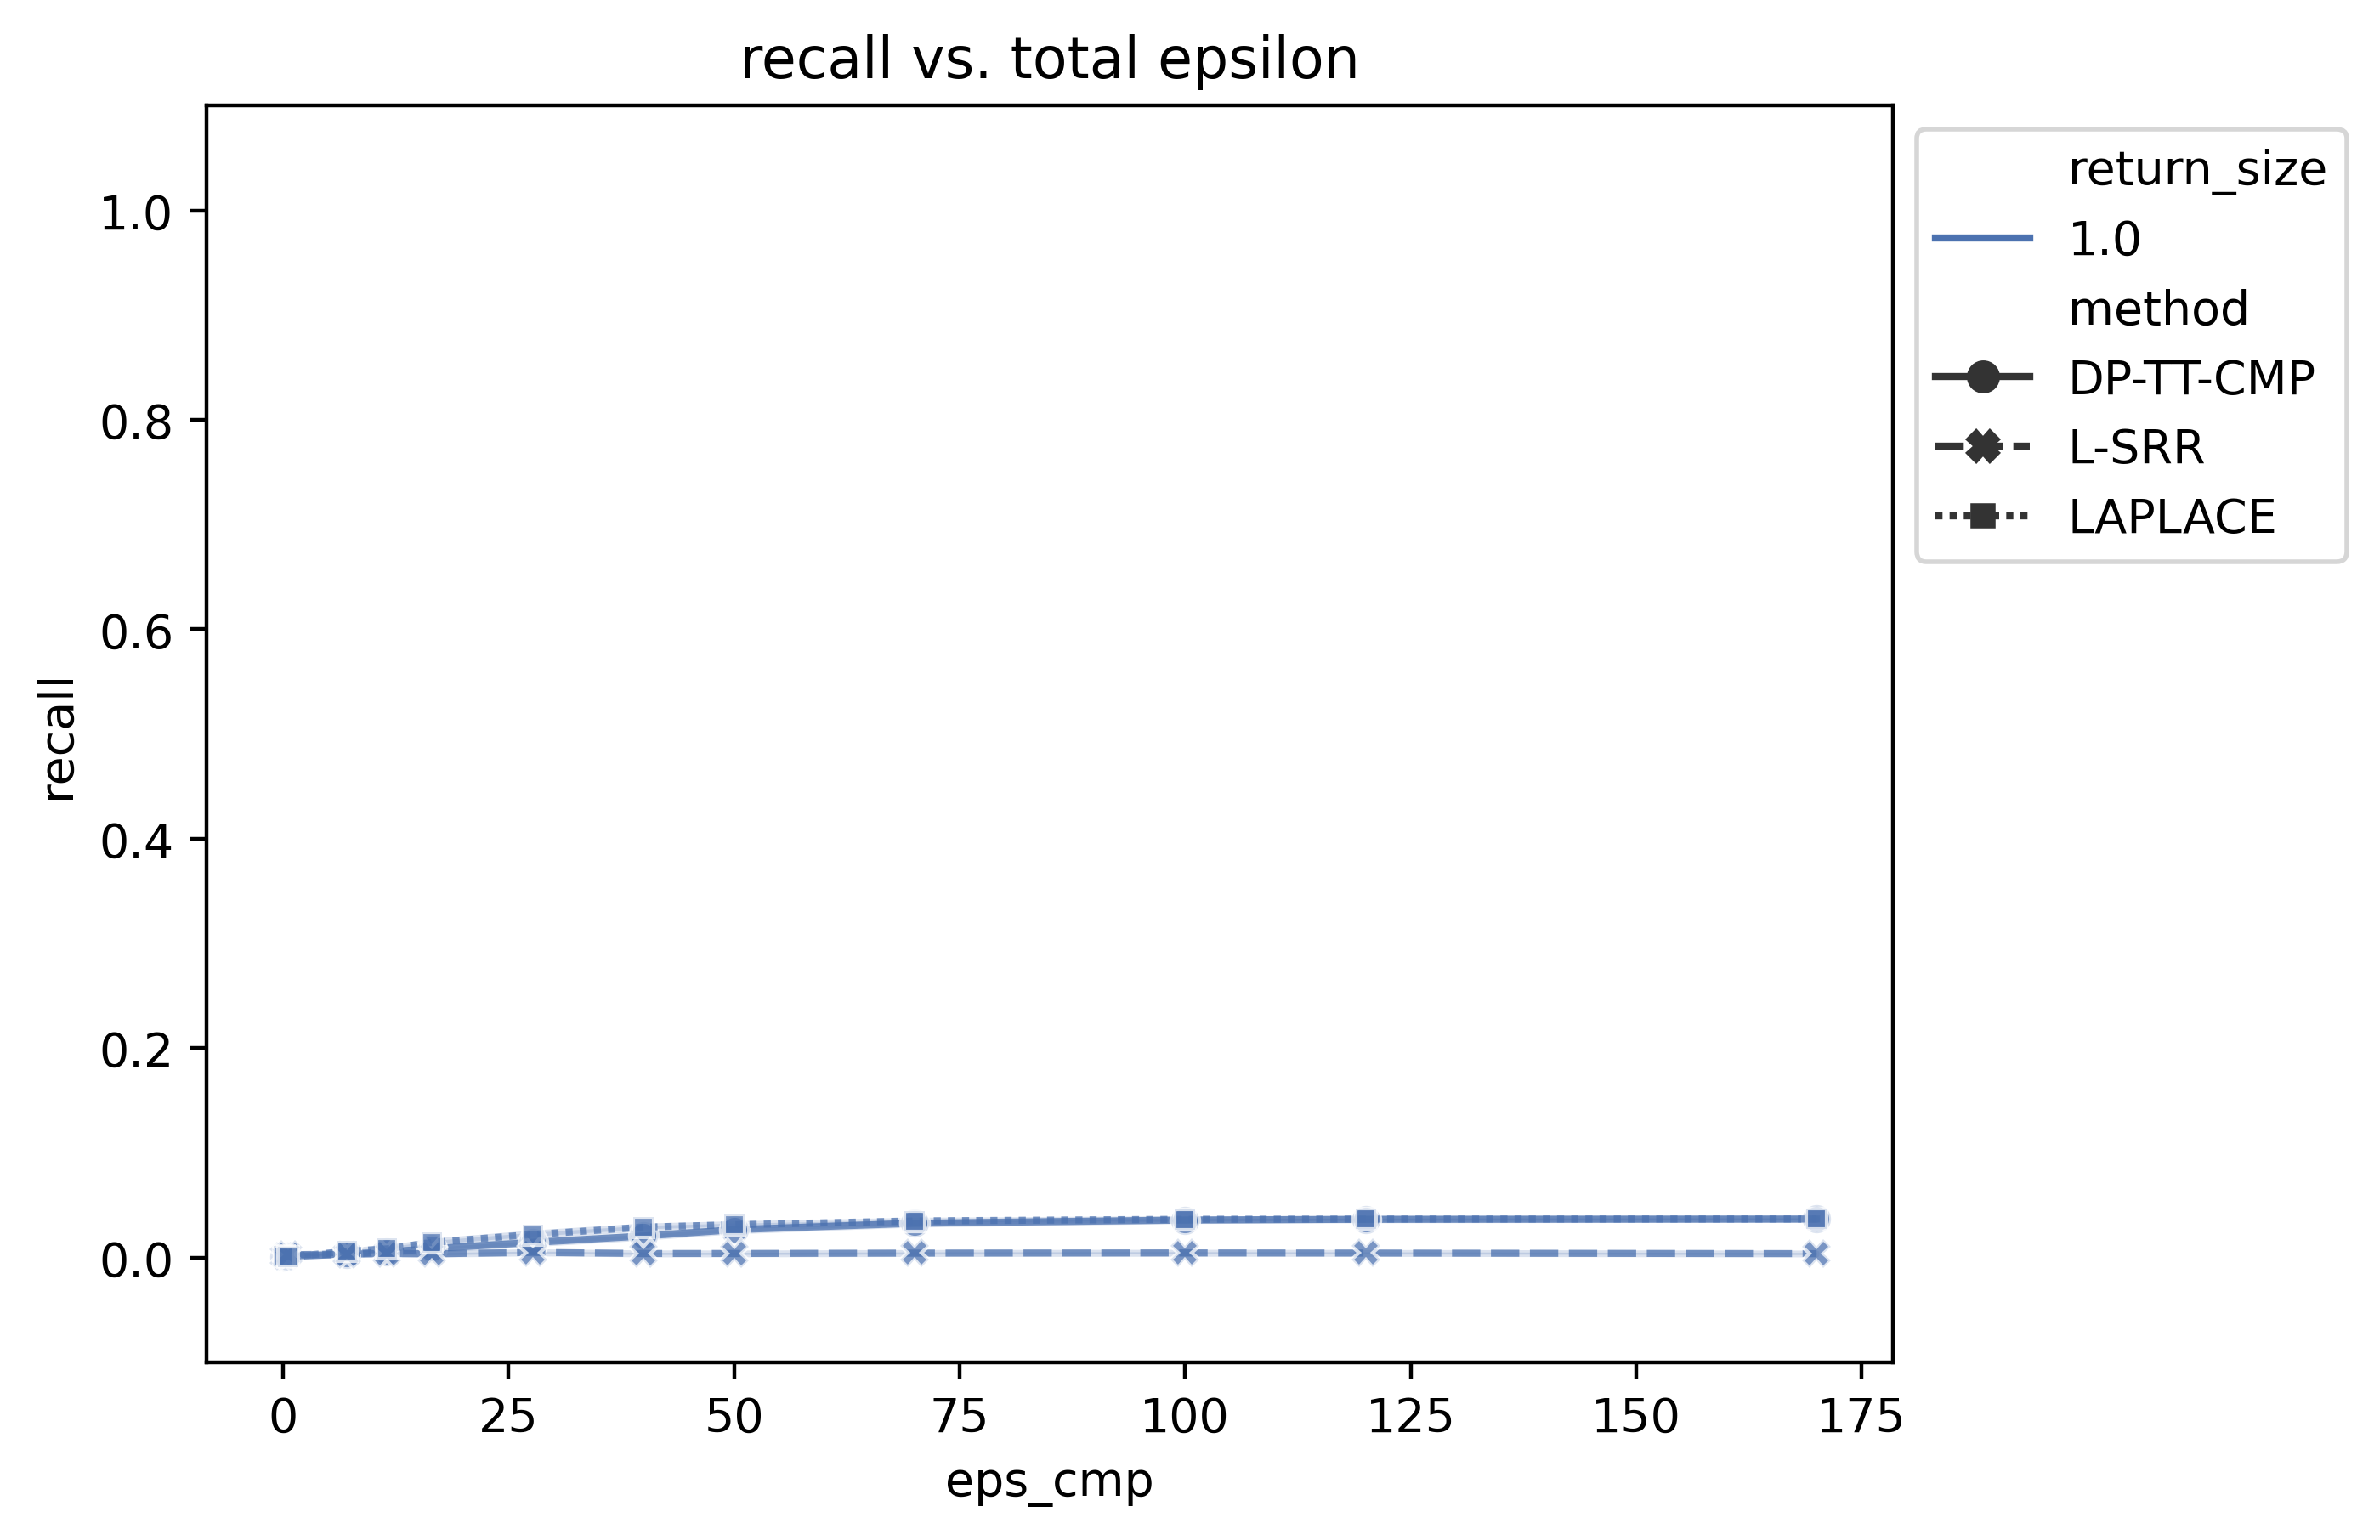 recall vs. total epsilon
recall
1.0
0.8
0.6
0.4
0.2
0.0
0 25 50 75 100 125 150 175
eps_cmp
return_size
1.0
method
DP-TT-CMP
L-SRR
LAPLACE